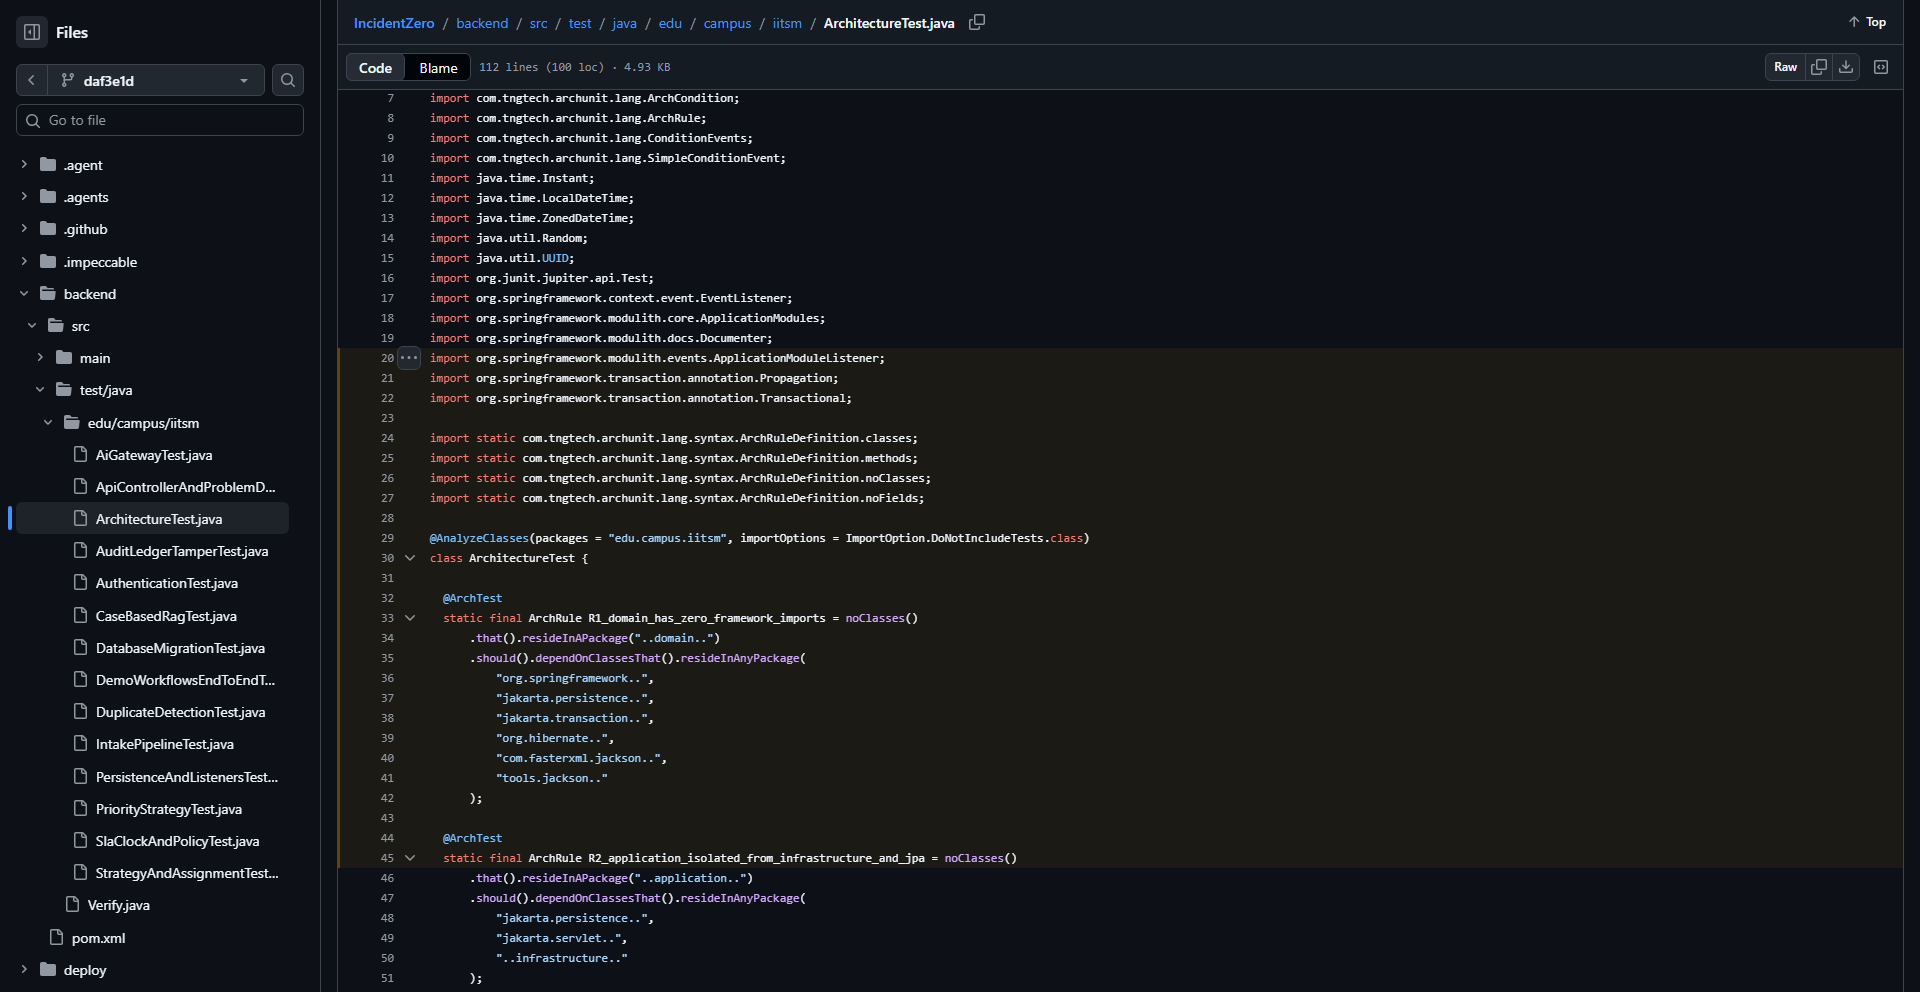 Files
daf3e1d
Go to file
.agent
.agents
.github
.impeccable
backend
src
main
test/java
edu/campus/iitsm
AiGatewayTest.java
ApiControllerAndProblemD...
ArchitectureTest.java
AuditLedgerTamperTest.java
AuthenticationTest.java
CaseBasedRagTest.java
DatabaseMigrationTest.java
DemoWorkflowsEndToEndT...
DuplicateDetectionTest.java
IntakePipelineTest.java
PersistenceAndListenersTest...
PriorityStrategyTest.java
SlaClockAndPolicyTest.java
StrategyAndAssignmentTest...
Verify.java
pom.xml
deploy
IncidentZero / backend / src / test / java / edu / campus / iitsm / ArchitectureTest.java
Top
Code Blame 112 lines (100 loc) · 4.93 KB
Raw
7 import com.tngtech.archunit.lang.ArchCondition;
8 import com.tngtech.archunit.lang.ArchRule;
9 import com.tngtech.archunit.lang.ConditionEvents;
10 import com.tngtech.archunit.lang.SimpleConditionEvent;
11 import java.time.Instant;
12 import java.time.LocalDateTime;
13 import java.time.ZonedDateTime;
14 import java.util.Random;
15 import java.util.UUID;
16 import org.junit.jupiter.api.Test;
17 import org.springframework.context.event.EventListener;
18 import org.springframework.modulith.core.ApplicationModules;
19 import org.springframework.modulith.docs.Documenter;
20 import org.springframework.modulith.events.ApplicationModuleListener;
21 import org.springframework.transaction.annotation.Propagation;
22 import org.springframework.transaction.annotation.Transactional;
23
24 import static com.tngtech.archunit.lang.syntax.ArchRuleDefinition.classes;
25 import static com.tngtech.archunit.lang.syntax.ArchRuleDefinition.methods;
26 import static com.tngtech.archunit.lang.syntax.ArchRuleDefinition.noClasses;
27 import static com.tngtech.archunit.lang.syntax.ArchRuleDefinition.noFields;
28
29 @AnalyzeClasses(packages = "edu.campus.iitsm", importOptions = ImportOption.DoNotIncludeTests.class)
30 class ArchitectureTest {
31
32 @ArchTest
33 static final ArchRule R1_domain_has_zero_framework_imports = noClasses()
34 .that().resideInAPackage("..domain..")
35 .should().dependOnClassesThat().resideInAnyPackage(
36 "org.springframework..",
37 "jakarta.persistence..",
38 "jakarta.transaction..",
39 "org.hibernate..",
40 "com.fasterxml.jackson..",
41 "tools.jackson.."
42 );
43
44 @ArchTest
45 static final ArchRule R2_application_isolated_from_infrastructure_and_jpa = noClasses()
46 .that().resideInAPackage("..application..")
47 .should().dependOnClassesThat().resideInAnyPackage(
48 "jakarta.persistence..",
49 "jakarta.servlet..",
50 "..infrastructure.."
51 );